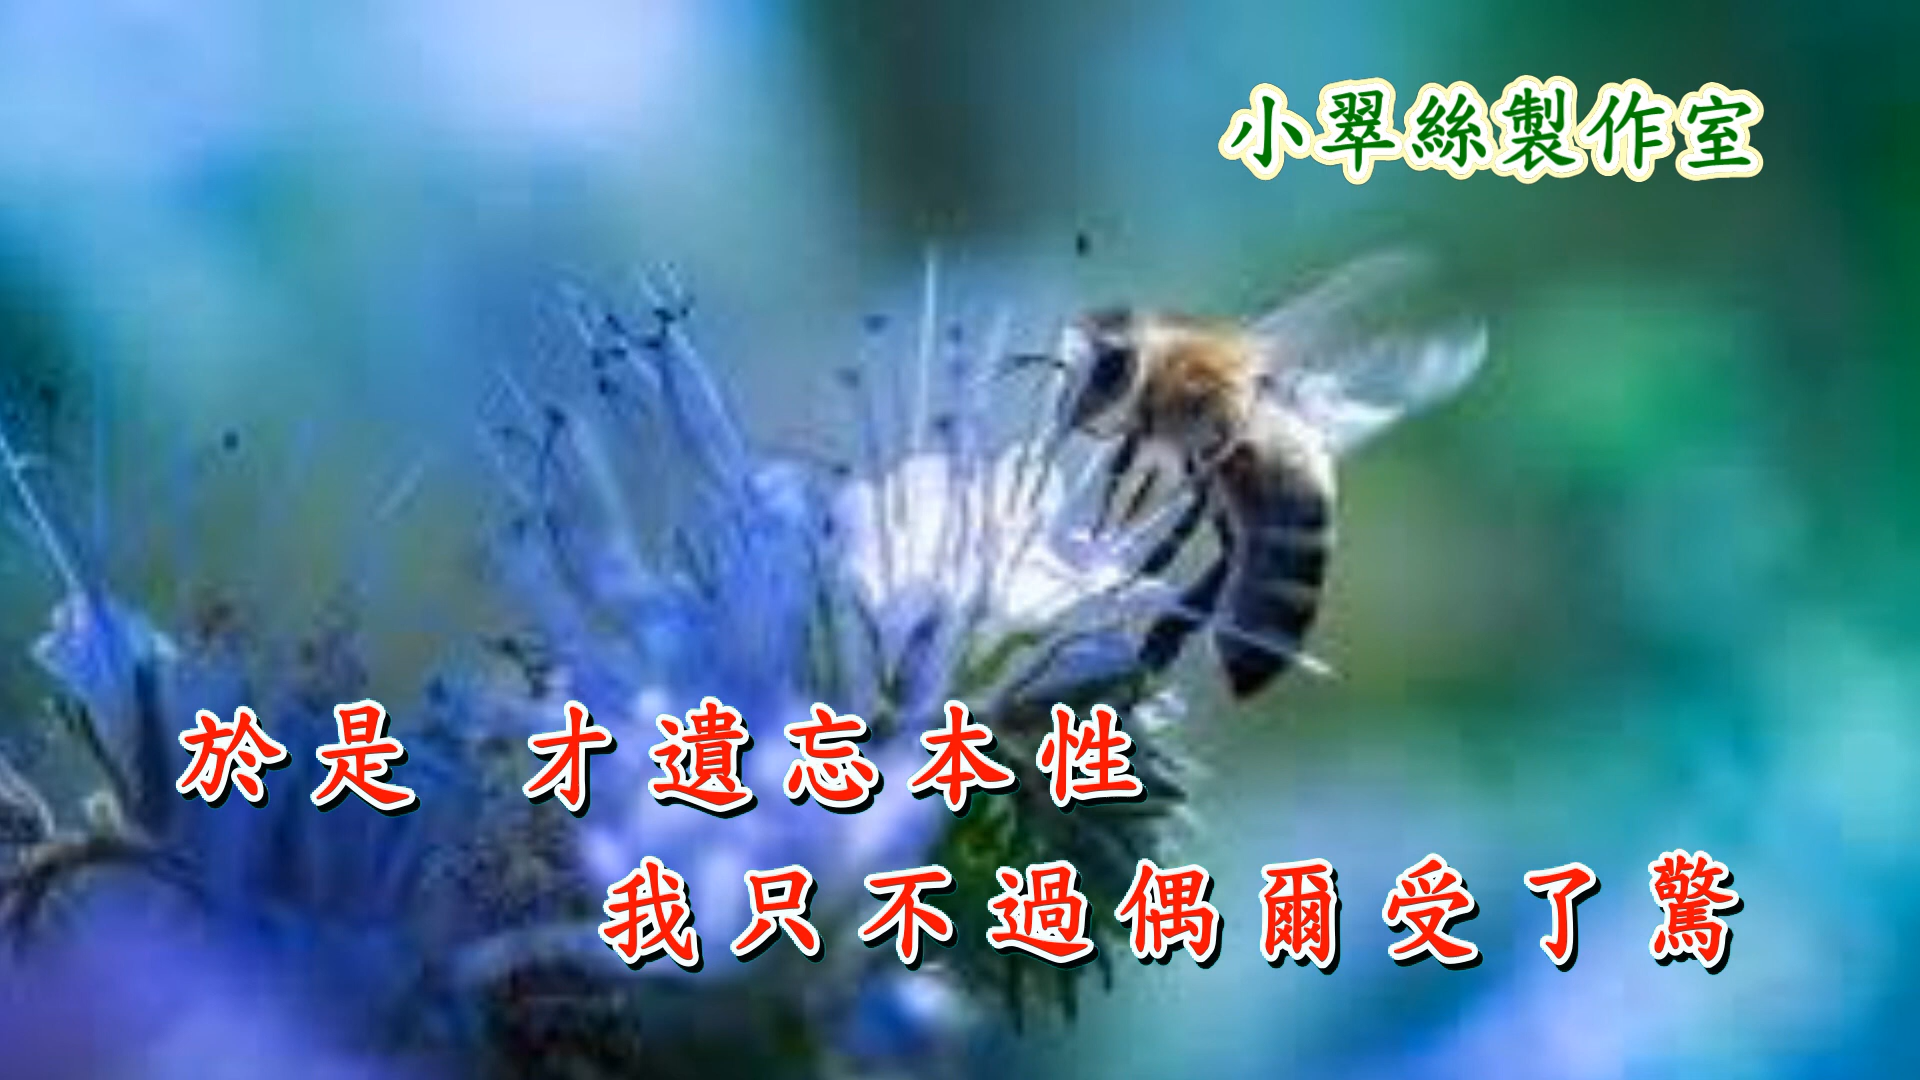 小翠絲製作室
於是 才遺忘本性
我只不過偶爾受了驚